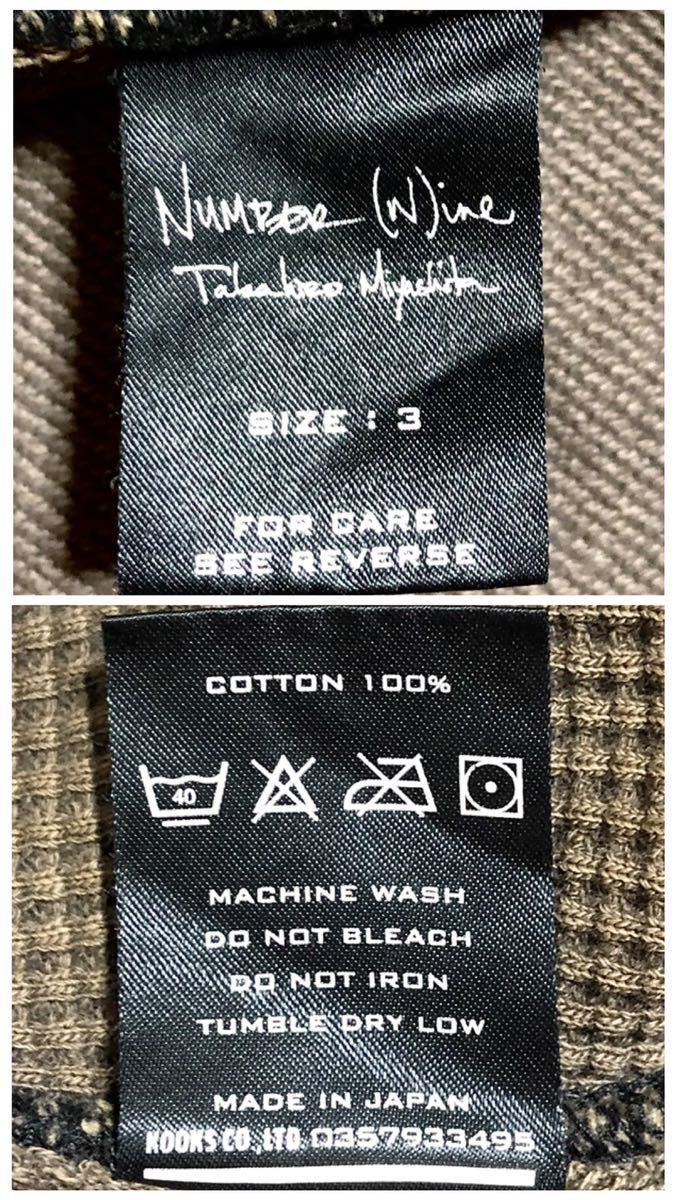 NUMBER (N)ine
Takahiro Miyashita
SIZE : 3
FOR CARE
SEE REVERSE
COTTON 100%
40
MACHINE WASH
DO NOT BLEACH
DO NOT IRON
TUMBLE DRY LOW
MADE IN JAPAN
KOOKS CO.,LTD. 0357933495